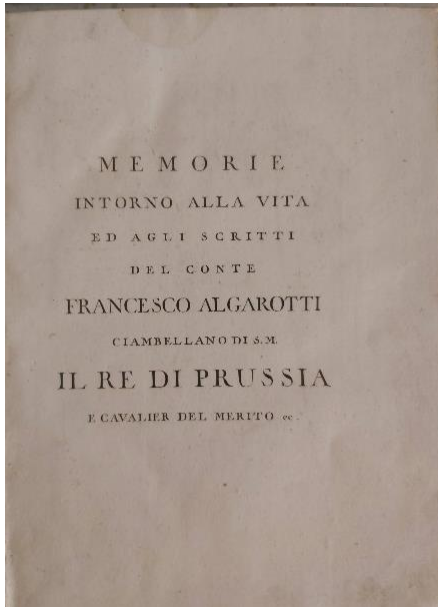 MEMORIE
INTORNO ALLA VITA
ED AGLI SCRITTI
DEL CONTE
FRANCESCO ALGAROTTI
CIAMBELLANO DI S. M.
IL RE DI PRUSSIA
E CAVALIER DEL MERITO ec.